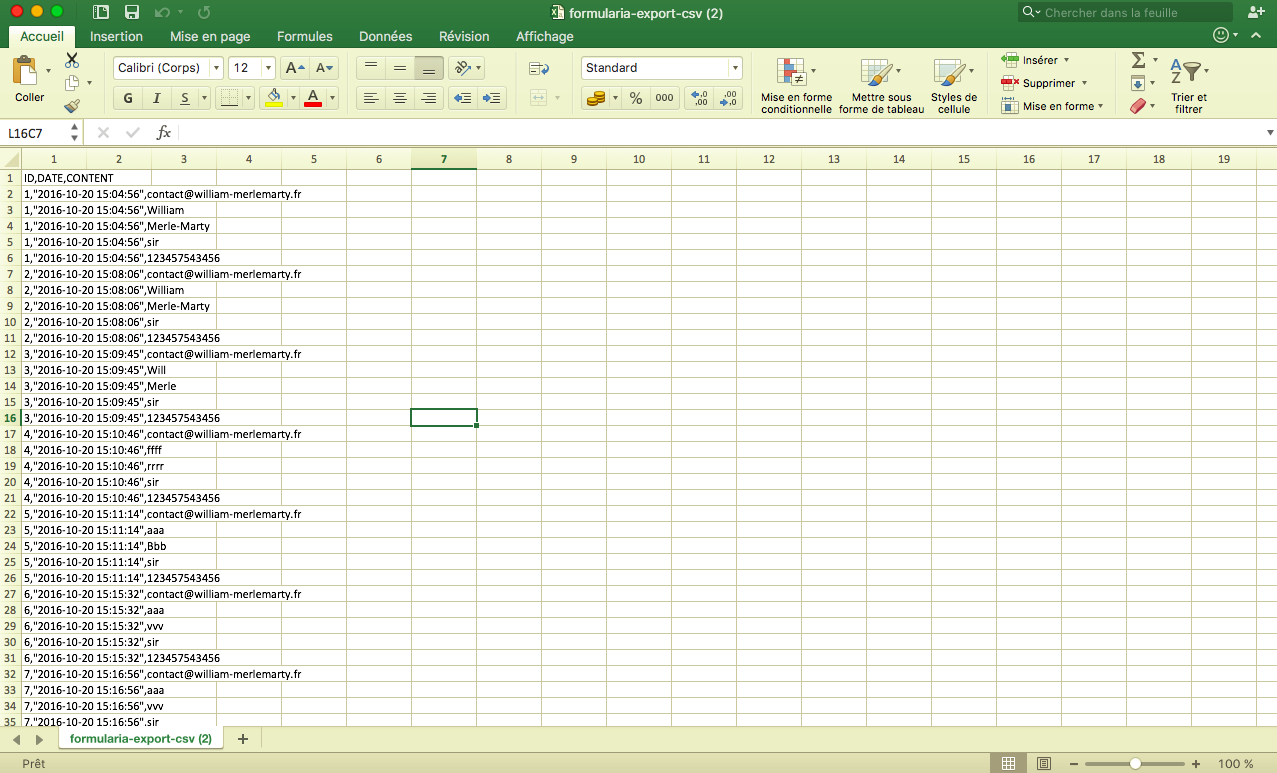 formularia-export-csv (2)
Chercher dans la feuille
Accueil Insertion Mise en page Formules Données Révision Affichage
Coller
Calibri (Corps) 12 A A
G I S A
Standard
% 000 ,00 ,0 ,00 ,0
Mise en forme conditionnelle
Mettre sous forme de tableau
Styles de cellule
Insérer
Supprimer
Mise en forme
Σ
A Z
Trier et filtrer
L16C7 fx
1 2 3 4 5 6 7 8 9 10 11 12 13 14 15 16 17 18 19
1 ID,DATE,CONTENT
2 1,"2016-10-20 15:04:56",contact@william-merlemarty.fr
3 1,"2016-10-20 15:04:56",William
4 1,"2016-10-20 15:04:56",Merle-Marty
5 1,"2016-10-20 15:04:56",sir
6 1,"2016-10-20 15:04:56",123457543456
7 2,"2016-10-20 15:08:06",contact@william-merlemarty.fr
8 2,"2016-10-20 15:08:06",William
9 2,"2016-10-20 15:08:06",Merle-Marty
10 2,"2016-10-20 15:08:06",sir
11 2,"2016-10-20 15:08:06",123457543456
12 3,"2016-10-20 15:09:45",contact@william-merlemarty.fr
13 3,"2016-10-20 15:09:45",Will
14 3,"2016-10-20 15:09:45",Merle
15 3,"2016-10-20 15:09:45",sir
16 3,"2016-10-20 15:09:45",123457543456
17 4,"2016-10-20 15:10:46",contact@william-merlemarty.fr
18 4,"2016-10-20 15:10:46",ffff
19 4,"2016-10-20 15:10:46",rrrr
20 4,"2016-10-20 15:10:46",sir
21 4,"2016-10-20 15:10:46",123457543456
22 5,"2016-10-20 15:11:14",contact@william-merlemarty.fr
23 5,"2016-10-20 15:11:14",aaa
24 5,"2016-10-20 15:11:14",Bbb
25 5,"2016-10-20 15:11:14",sir
26 5,"2016-10-20 15:11:14",123457543456
27 6,"2016-10-20 15:15:32",contact@william-merlemarty.fr
28 6,"2016-10-20 15:15:32",aaa
29 6,"2016-10-20 15:15:32",vvv
30 6,"2016-10-20 15:15:32",sir
31 6,"2016-10-20 15:15:32",123457543456
32 7,"2016-10-20 15:16:56",contact@william-merlemarty.fr
33 7,"2016-10-20 15:16:56",aaa
34 7,"2016-10-20 15:16:56",vvv
35 7,"2016-10-20 15:16:56",sir
formularia-export-csv (2) +
Prêt 100 %